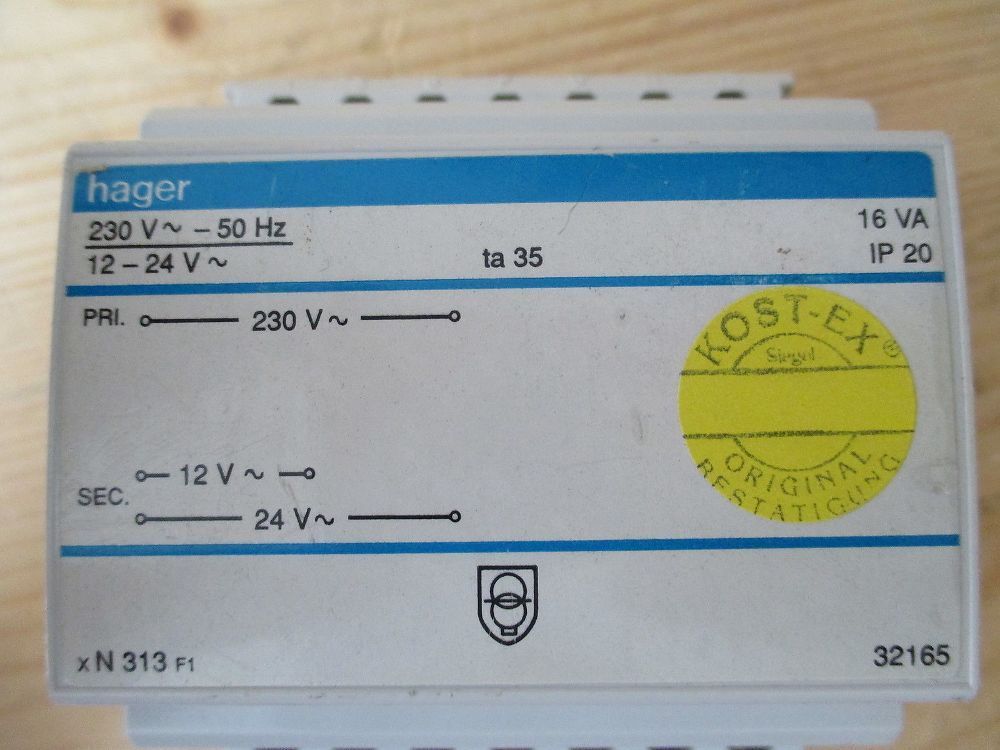 hager
230 V~ – 50 Hz
12 – 24 V ~
ta 35
16 VA
IP 20
PRI.
230 V~
KOST-EX®
Siegel
ORIGINAL
BESTÄTIGUNG
SEC.
12 V ~
24 V~
x N 313 F1
32165